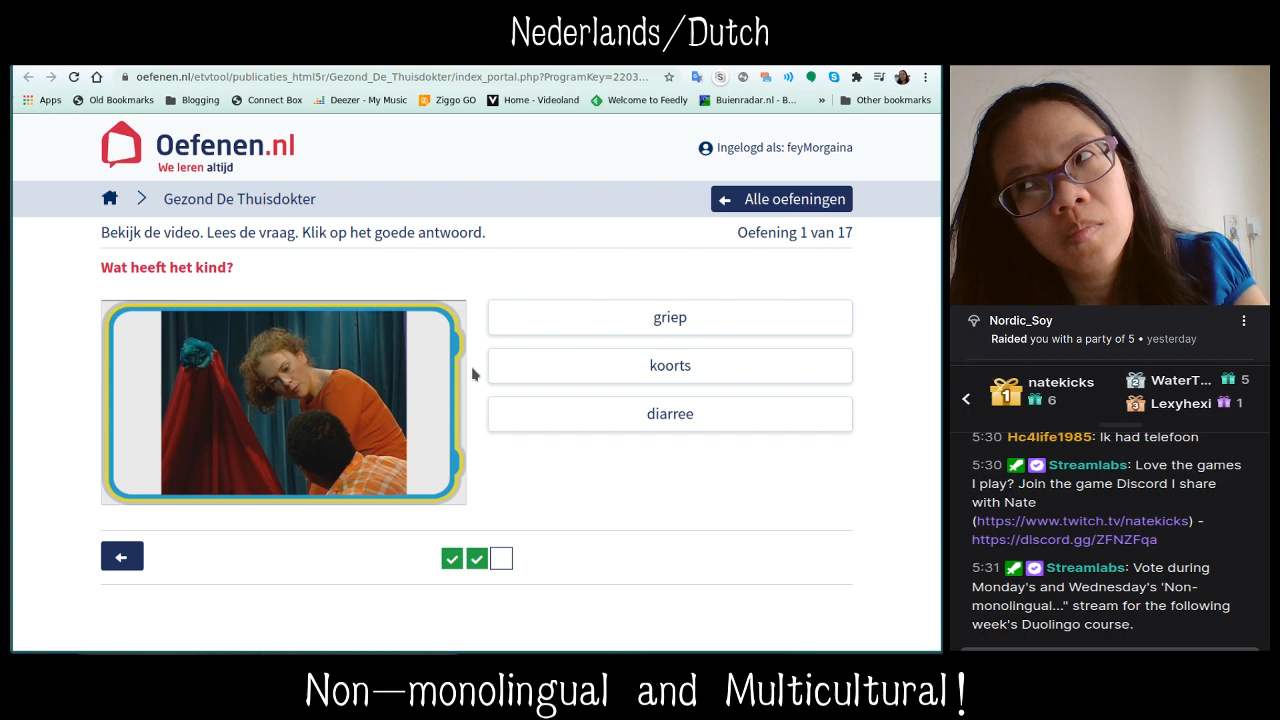 Nederlands/Dutch
oefenen.nl/etvtool/publicaties_html5r/Gezond_De_Thuisdokter/index_portal.php?ProgramKey=2203...
Apps Old Bookmarks Blogging Connect Box Deezer - My Music Ziggo GO Home - Videoland Welcome to Feedly Buienradar.nl - B... » Other bookmarks
Oefenen.nl
We leren altijd
Ingelogd als: feyMorgaina
Gezond De Thuisdokter
Alle oefeningen
Bekijk de video. Lees de vraag. Klik op het goede antwoord.
Oefening 1 van 17
Wat heeft het kind?
griep
koorts
diarree
Nordic_Soy
Raided you with a party of 5 • yesterday
1 natekicks 6
2 WaterT... 5
3 Lexyhexi 1
5:30 Hc4life1985: Ik had telefoon
5:30 Streamlabs: Love the games
I play? Join the game Discord I share
with Nate
(https://www.twitch.tv/natekicks) -
https://discord.gg/ZFNZFqa
5:31 Streamlabs: Vote during
Monday's and Wednesday's 'Non-
monolingual..." stream for the following
week's Duolingo course.
Non-monolingual and Multicultural!